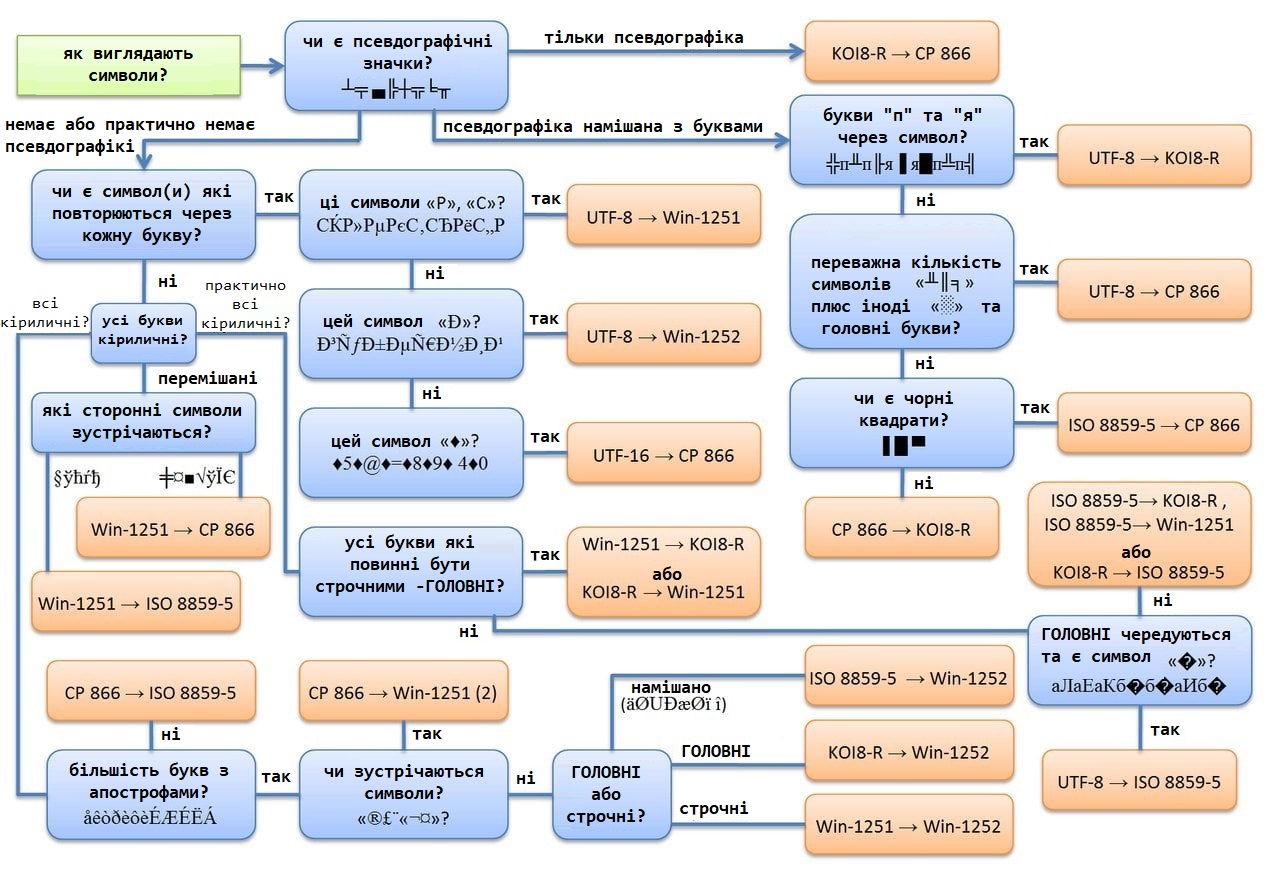 як виглядають
символи?
чи є псевдографічні
значки?
┴╤▄╠┼╦╘╥
тільки псевдографіка
KOI8-R → CP 866
немає або практично немає
псевдографікі
псевдографіка намішана з буквами
букви "п" та "я"
через символ?
╬п╨п╟я▐я█п╩п╣
так
UTF-8 → KOI8-R
ні
чи є символ(и) які
повторюються через
кожну букву?
так
ці символи «Р», «С»?
СЌР»РµРєС‚СЂРёС„Р
так
UTF-8 → Win-1251
ні
переважна кількість
символів «╨║╕»
плюс іноді «░» та
головні букви?
так
UTF-8 → CP 866
ні
ні
всі
кіриличні?
практично
всі
кіриличні?
усі букви
кіриличні?
цей символ «Ð»?
Ð³ÑƒÐ±ÐµÑ€Ð½Ð¸Ð¹
так
UTF-8 → Win-1252
ні
перемішані
які сторонні символи
зустрічаються?
§ўћѓђ
╪¤■√ўЇЄ
цей символ «♦»?
♦5♦@♦=♦8♦9♦ 4♦0
так
UTF-16 → CP 866
чи є чорні
квадрати?
▐█▀
так
ISO 8859-5 → CP 866
ні
CP 866 → KOI8-R
Win-1251 → CP 866
Win-1251 → ISO 8859-5
усі букви які
повинні бути
строчними -ГОЛОВНІ?
так
Win-1251 → KOI8-R
або
KOI8-R → Win-1251
ISO 8859-5→ KOI8-R ,
ISO 8859-5→ Win-1251
або
KOI8-R → ISO 8859-5
ні
ні
ГОЛОВНІ чередуються
та є символ «�»?
аЛаЕаКб�б�аИб�
так
UTF-8 → ISO 8859-5
CP 866 → ISO 8859-5
ні
CP 866 → Win-1251 (2)
так
намішано
(äØUÐæØï î)
ISO 8859-5 → Win-1252
більшість букв з
апострофами?
åêòðèôèÉÆÉËÁ
так
чи зустрічаються
символи?
«®£¨«¬¤»?
ні
ГОЛОВНІ
або
строчні?
ГОЛОВНІ
KOI8-R → Win-1252
строчні
Win-1251 → Win-1252